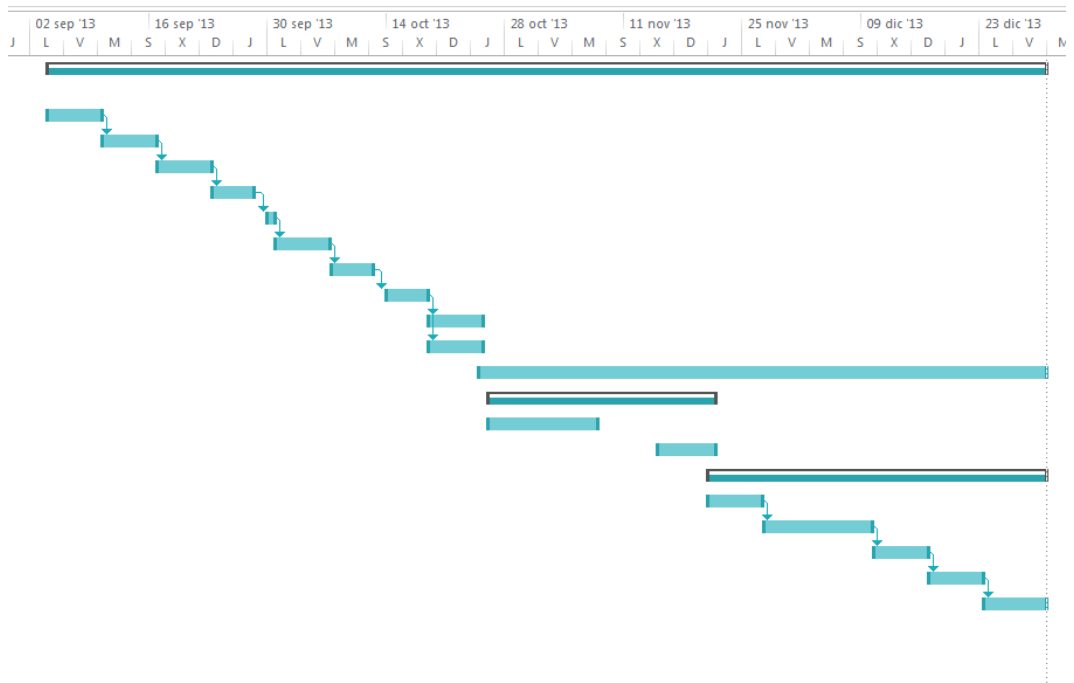 02 sep '13 16 sep '13 30 sep '13 14 oct '13 28 oct '13 11 nov '13 25 nov '13 09 dic '13 23 dic '13
J L V M S X D J L V M S X D J L V M S X D J L V M S X D J L V M